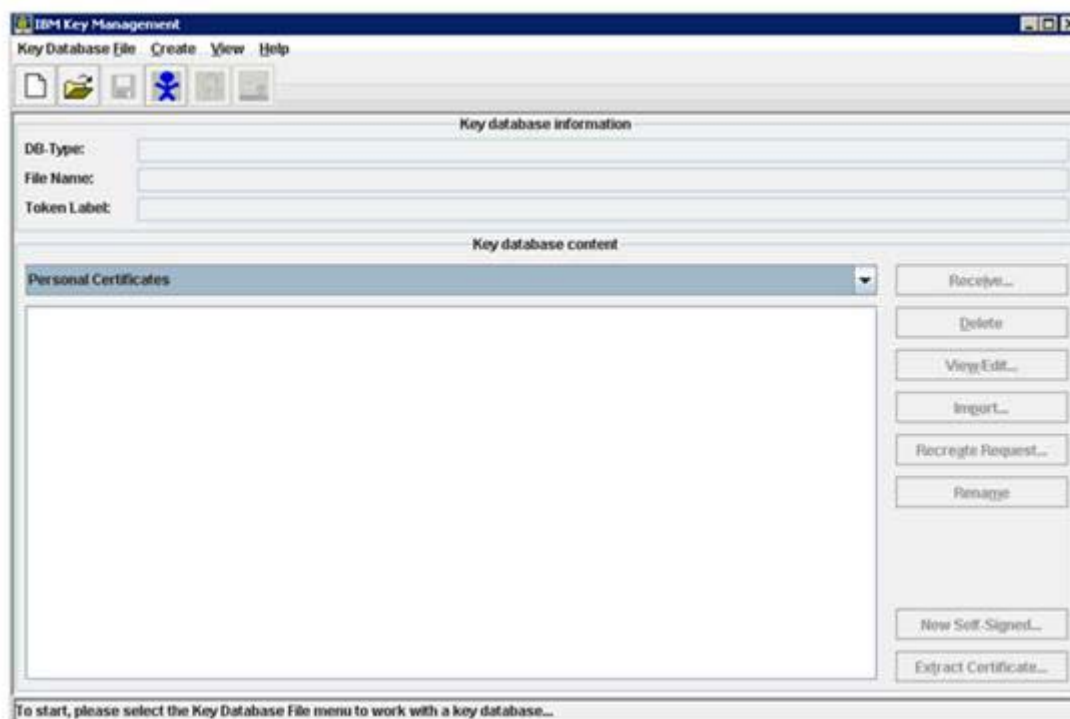 IBM Key Management
Key Database File Create View Help
Key database information
DB-Type:
File Name:
Token Label:
Key database content
Personal Certificates
Receive...
Delete
View/Edit...
Import...
Recreate Request...
Rename
New Self-Signed...
Extract Certificate...
To start, please select the Key Database File menu to work with a key database...